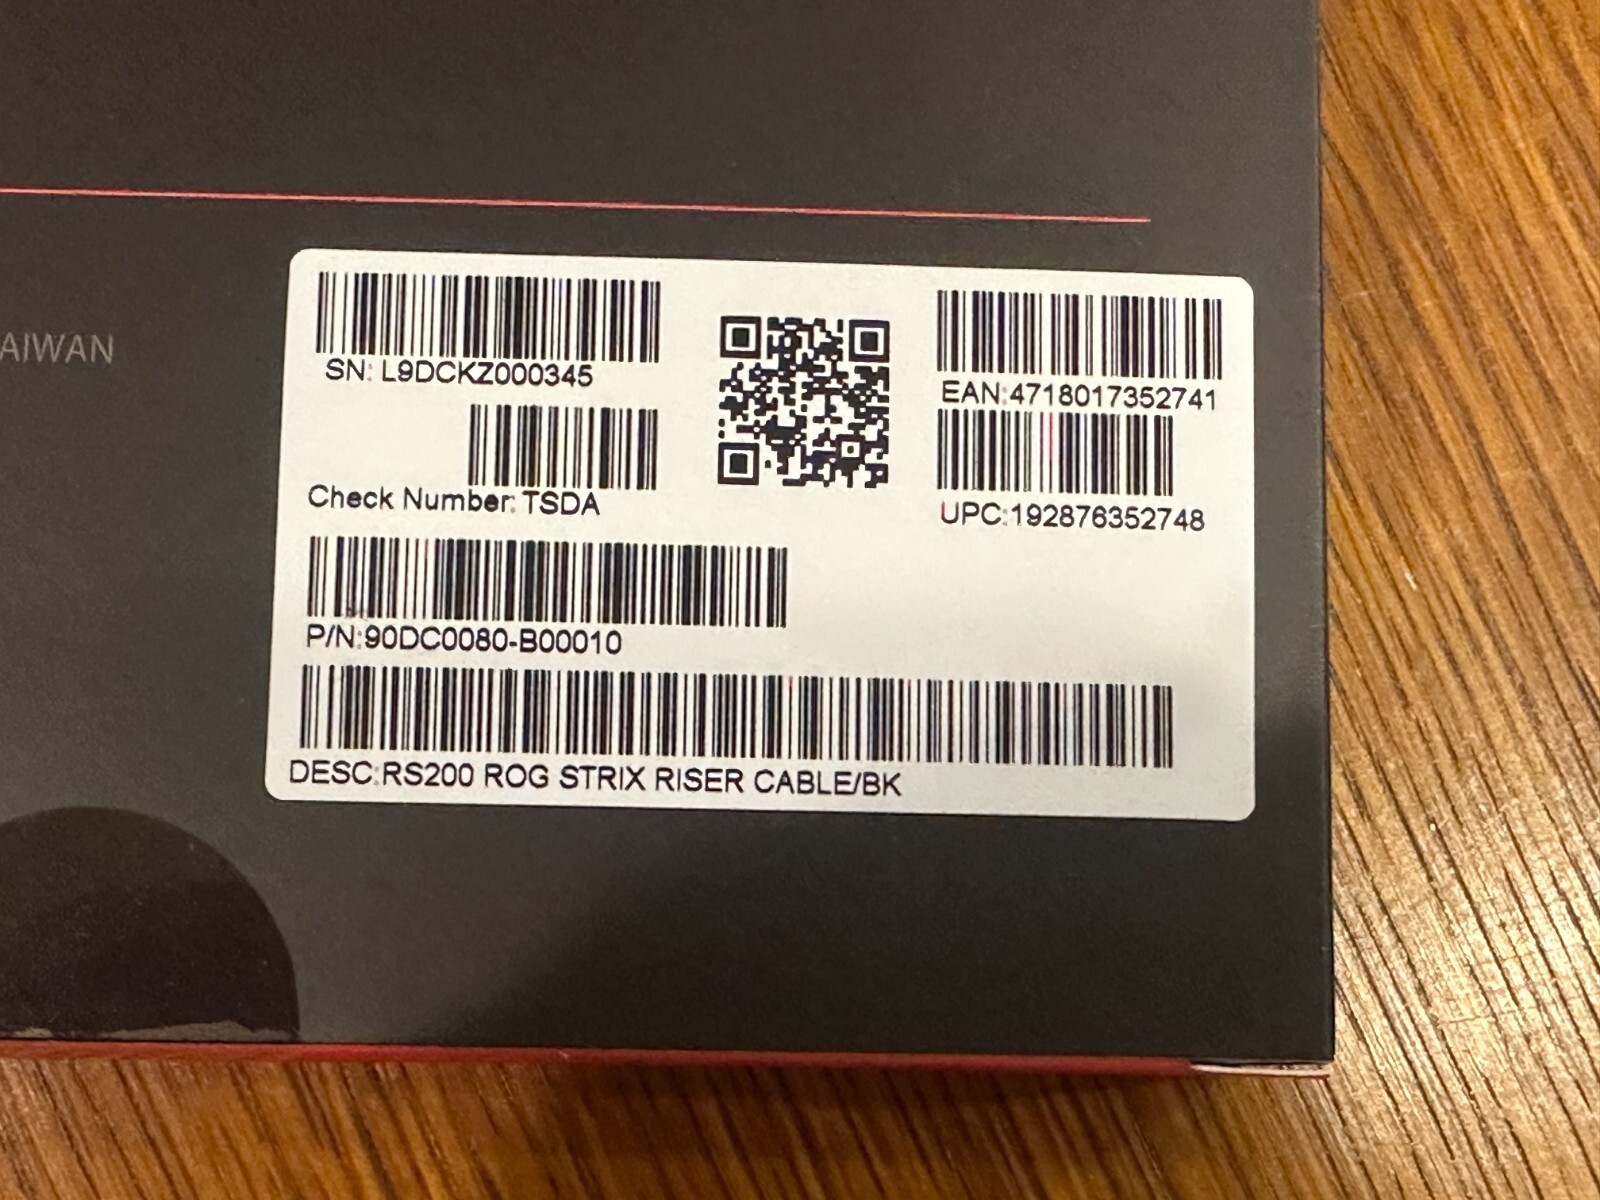 AIWAN
SN: L9DCKZ000345
EAN:4718017352741
Check Number: TSDA
UPC:192876352748
P/N:90DC0080-B00010
DESC:RS200 ROG STRIX RISER CABLE/BK